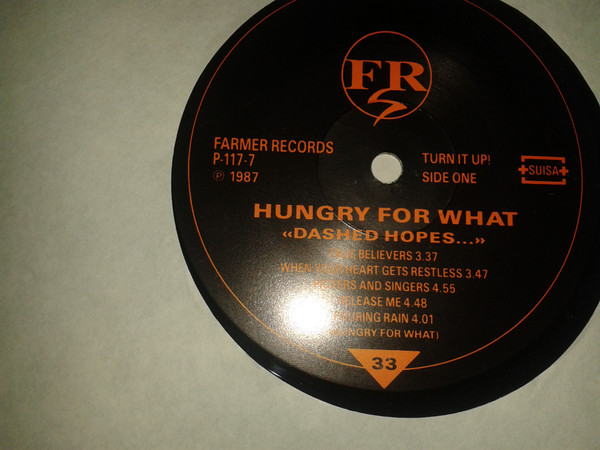 FR
FARMER RECORDS
P-117-7
℗ 1987
TURN IT UP!
SIDE ONE
SUISA
HUNGRY FOR WHAT
«DASHED HOPES...»
BELIEVERS 3.37
WHEN YOUR HEART GETS RESTLESS 3.47
AND SINGERS 4.55
RELEASE ME 4.48
RAIN 4.01
HUNGRY FOR WHAT)
33